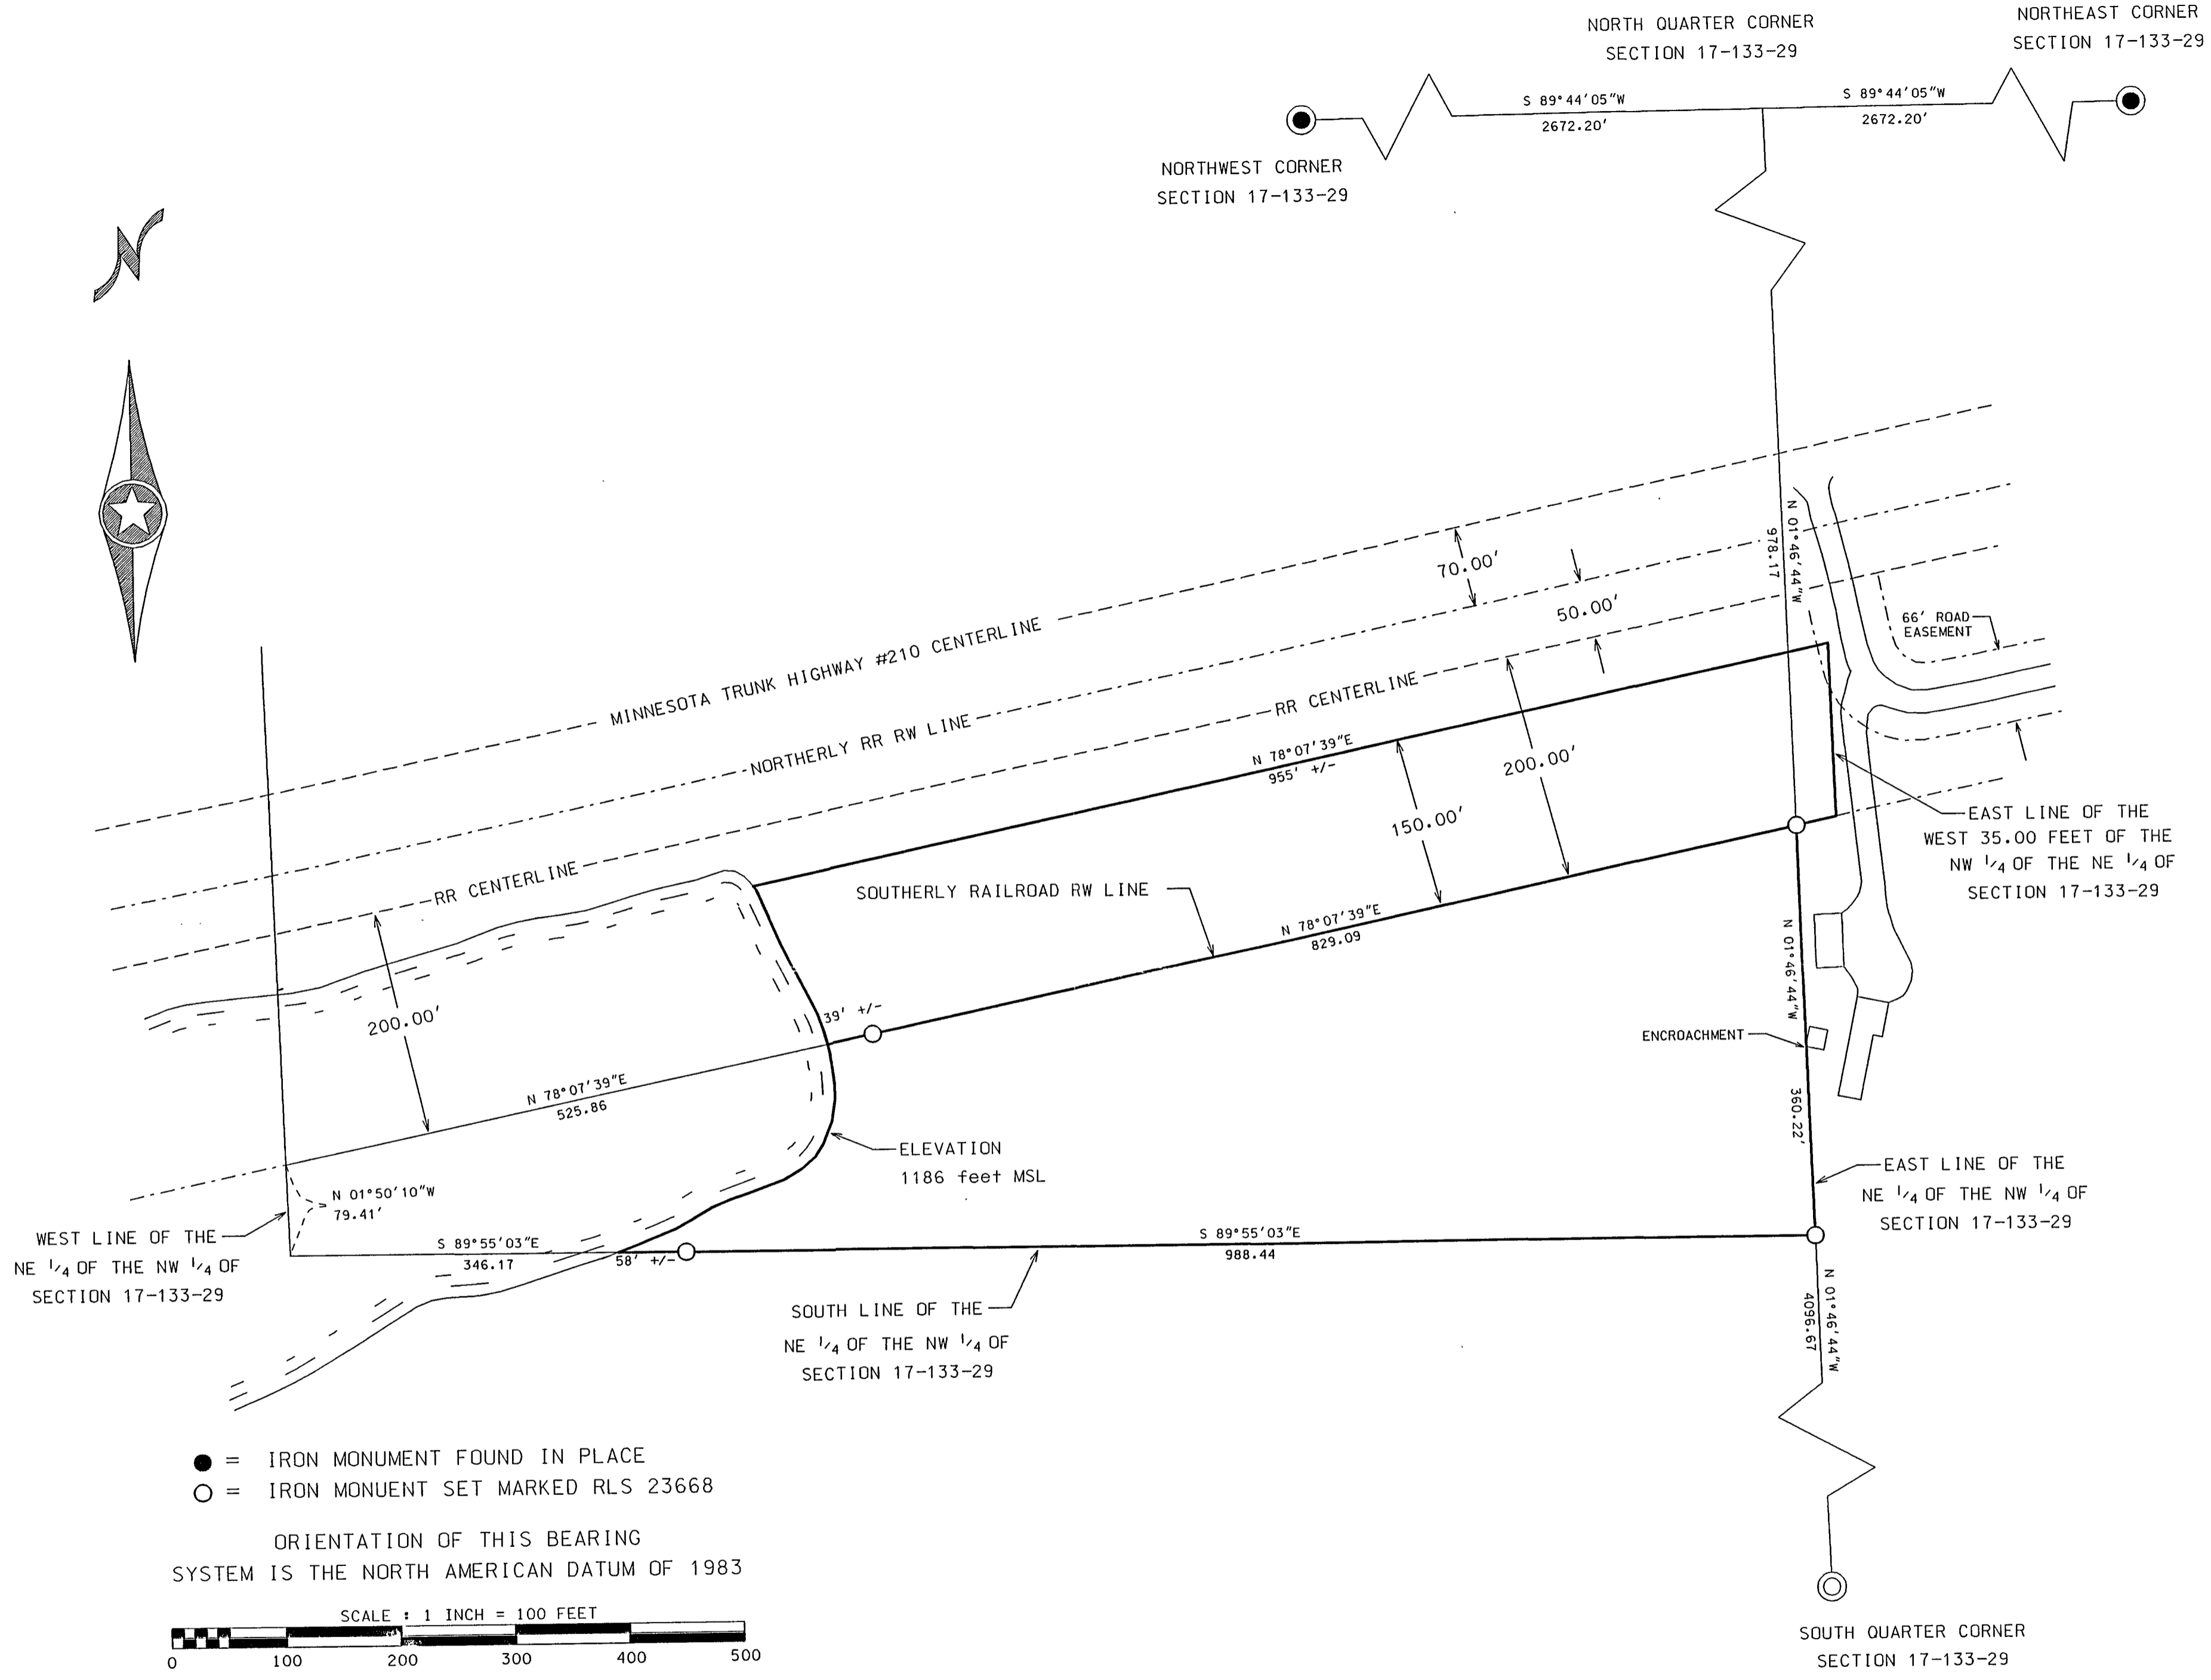 NORTH QUARTER CORNER
SECTION 17-133-29
NORTHEAST CORNER
SECTION 17-133-29
S 89°44'05"W
2672.20'
S 89°44'05"W
2672.20'
NORTHWEST CORNER
SECTION 17-133-29
N
N 01°46'44"W
978.17
70.00'
50.00'
66' ROAD
EASEMENT
MINNESOTA TRUNK HIGHWAY #210 CENTERLINE
NORTHERLY RR RW LINE
RR CENTERLINE
RR CENTERLINE
N 78°07'39"E
955' +/-
200.00'
150.00'
EAST LINE OF THE
WEST 35.00 FEET OF THE
NW 1/4 OF THE NE 1/4 OF
SECTION 17-133-29
SOUTHERLY RAILROAD RW LINE
N 78°07'39"E
829.09
200.00'
39' +/-
N 01°46'44"W
360.22'
ENCROACHMENT
N 78°07'39"E
525.86
ELEVATION
1186 feet MSL
EAST LINE OF THE
NE 1/4 OF THE NW 1/4 OF
SECTION 17-133-29
N 01°50'10"W
79.41'
WEST LINE OF THE
NE 1/4 OF THE NW 1/4 OF
SECTION 17-133-29
S 89°55'03"E
346.17
58' +/-
S 89°55'03"E
988.44
SOUTH LINE OF THE
NE 1/4 OF THE NW 1/4 OF
SECTION 17-133-29
N 01°46'44"W
4096.67
= IRON MONUMENT FOUND IN PLACE
= IRON MONUENT SET MARKED RLS 23668
ORIENTATION OF THIS BEARING
SYSTEM IS THE NORTH AMERICAN DATUM OF 1983
SCALE : 1 INCH = 100 FEET
0 100 200 300 400 500
SOUTH QUARTER CORNER
SECTION 17-133-29